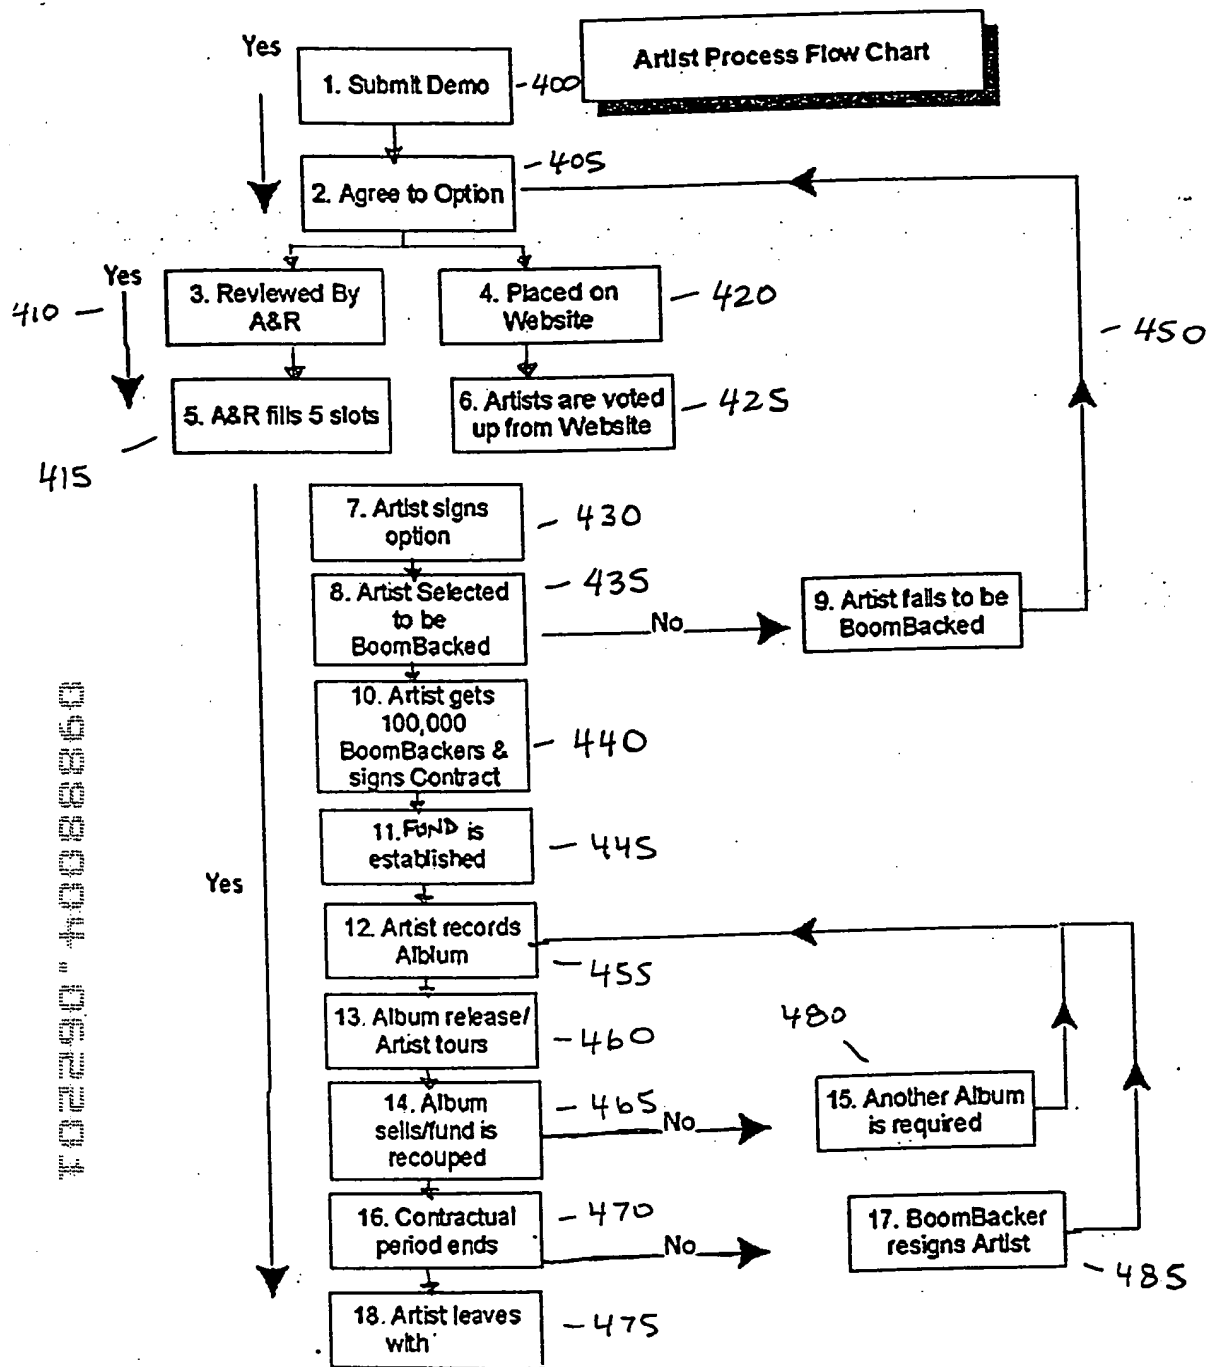 Artist Process Flow Chart
Yes
1. Submit Demo
400
405
2. Agree to Option
Yes
410
3. Reviewed By
A&R
4. Placed on
Website
420
450
5. A&R fills 5 slots
415
6. Artists are voted
up from Website
425
7. Artist signs
option
430
8. Artist Selected
to be
BoomBacked
435
No
9. Artist fails to be
BoomBacked
10. Artist gets
100,000
BoomBackers &
signs Contract
440
11. FUND is
established
445
Yes
12. Artist records
Alblum
455
13. Album release/
Artist tours
460
480
14. Album
sells/fund is
recouped
465
No
15. Another Album
is required
16. Contractual
period ends
470
No
17. BoomBacker
resigns Artist
485
18. Artist leaves
with
475